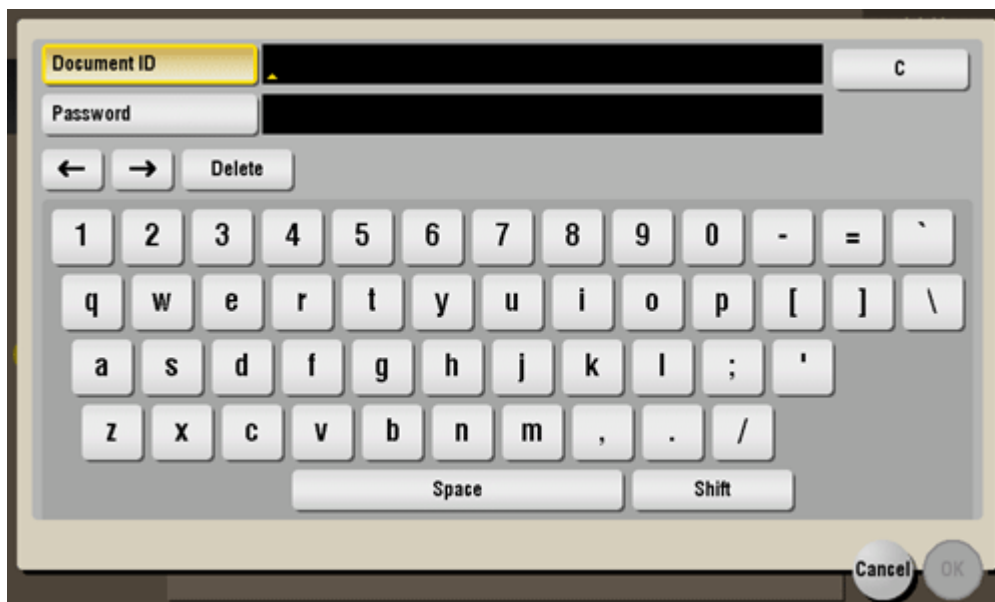 Document ID C
Password
← → Delete
1 2 3 4 5 6 7 8 9 0 - = `
q w e r t y u i o p [ ] \
a s d f g h j k l ; '
z x c v b n m , . /
Space Shift
Cancel OK